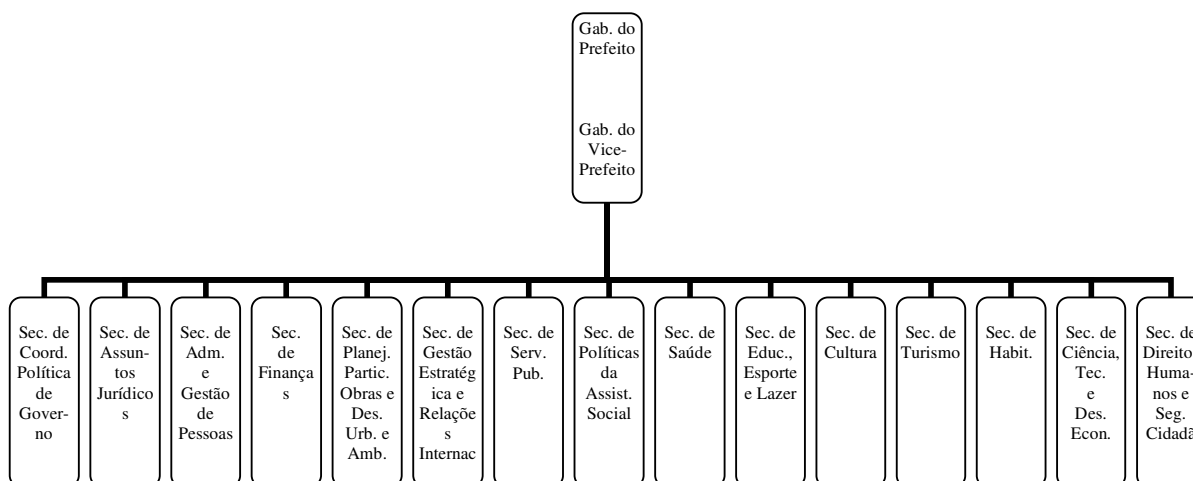 Gab. do
Prefeito
Gab. do
Vice-
Prefeito
Sec. de
Coord.
Política
de
Gover-
no
Sec. de
Assun-
tos
Jurídico
s
Sec. de
Adm.
e
Gestão
de
Pessoas
Sec.
de
Finança
s
Sec. de
Planej.
Partic.
Obras e
Des.
Urb. e
Amb.
Sec. de
Gestão
Estratég
ica e
Relaçõe
s
Internac
Sec. de
Serv.
Pub.
Sec. de
Políticas
da
Assist.
Social
Sec. de
Saúde
Sec. de
Educ.,
Esporte
e Lazer
Sec. de
Cultura
Sec. de
Turismo
Sec. de
Habit.
Sec. de
Ciência,
Tec.
e
Des.
Econ.
Sec. de
Direitos
Huma-
nos e
Seg.
Cidadã